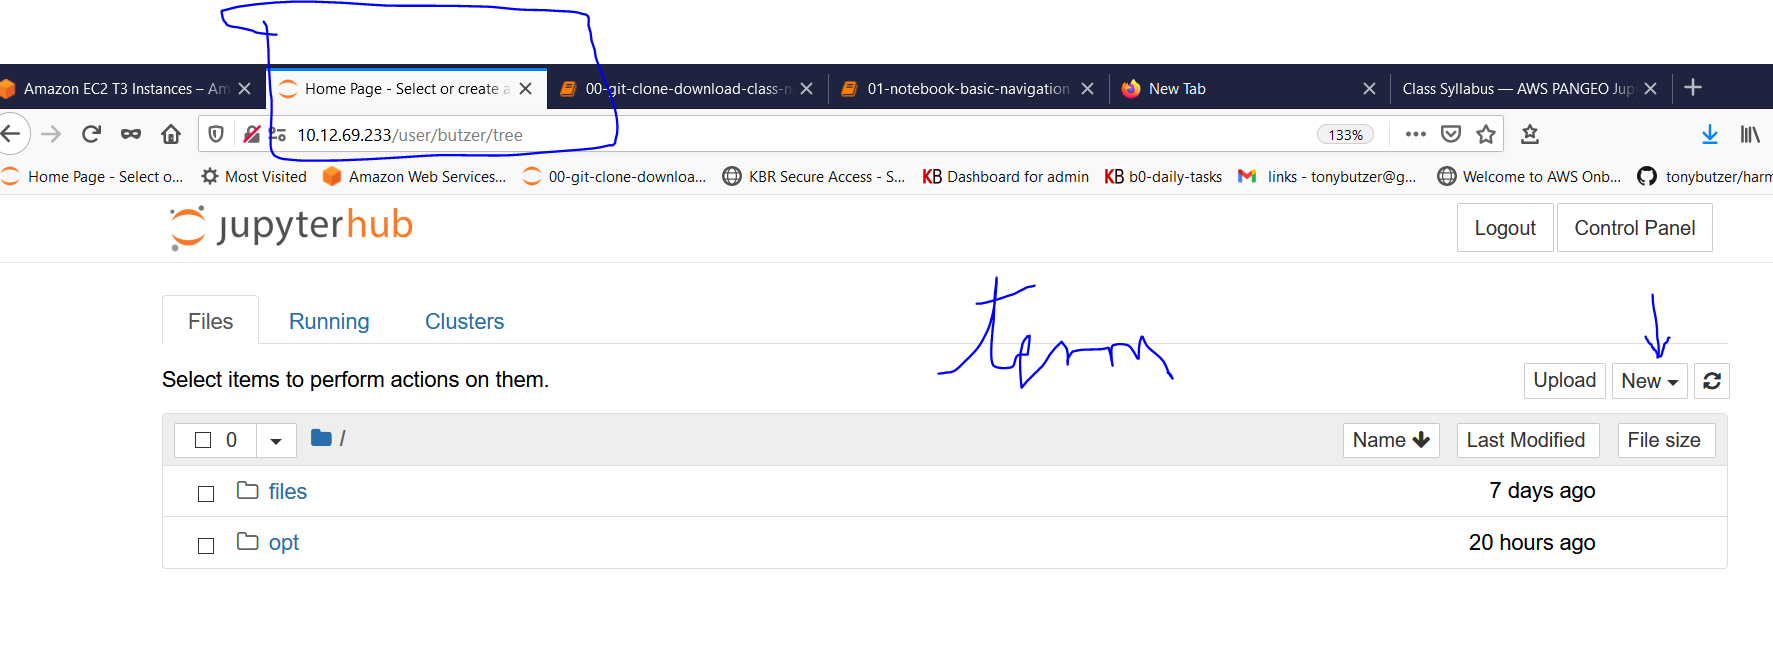 Amazon EC2 T3 Instances – Am
Home Page - Select or create a
00-git-clone-download-class-n
01-notebook-basic-navigation
New Tab
Class Syllabus — AWS PANGEO Jup
10.12.69.233/user/butzer/tree
133%
Home Page - Select o...
Most Visited
Amazon Web Services...
00-git-clone-downloa...
KBR Secure Access - S...
KB Dashboard for admin
KB b0-daily-tasks
links - tonybutzer@g...
Welcome to AWS Onb...
tonybutzer/harm
jupyterhub
Logout
Control Panel
term
Files
Running
Clusters
Select items to perform actions on them.
Upload
New
0
/
Name
Last Modified
File size
files
7 days ago
opt
20 hours ago